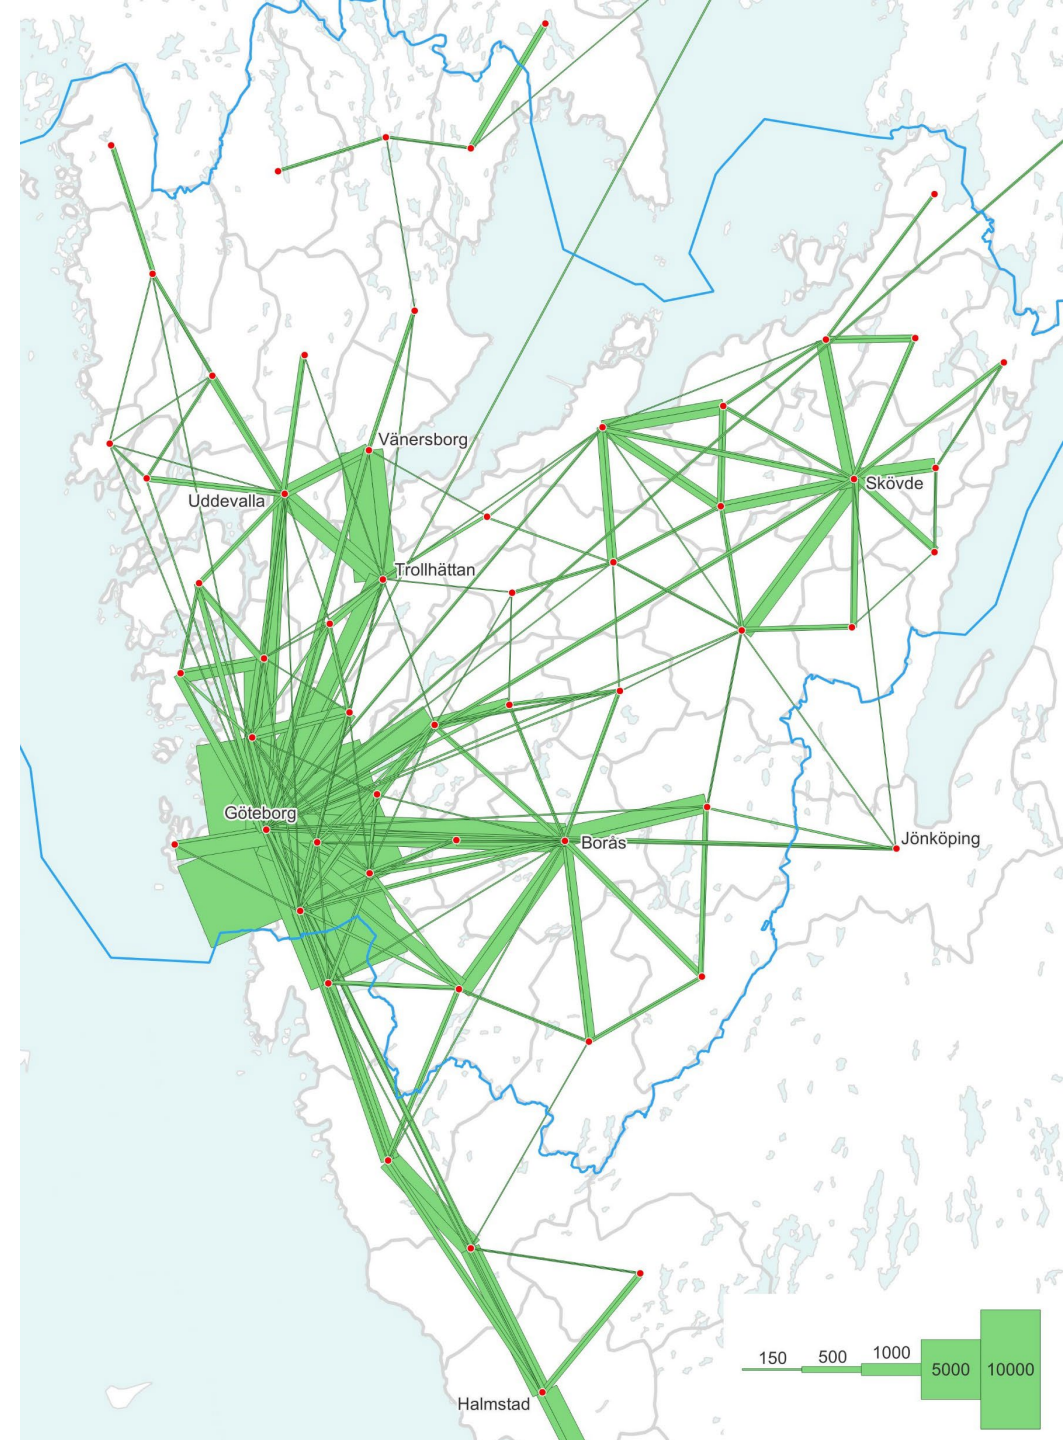 Vänersborg
Uddevalla
Skövde
Trollhättan
Göteborg
Borås
Jönköping
150
500
1000
5000
10000
Halmstad